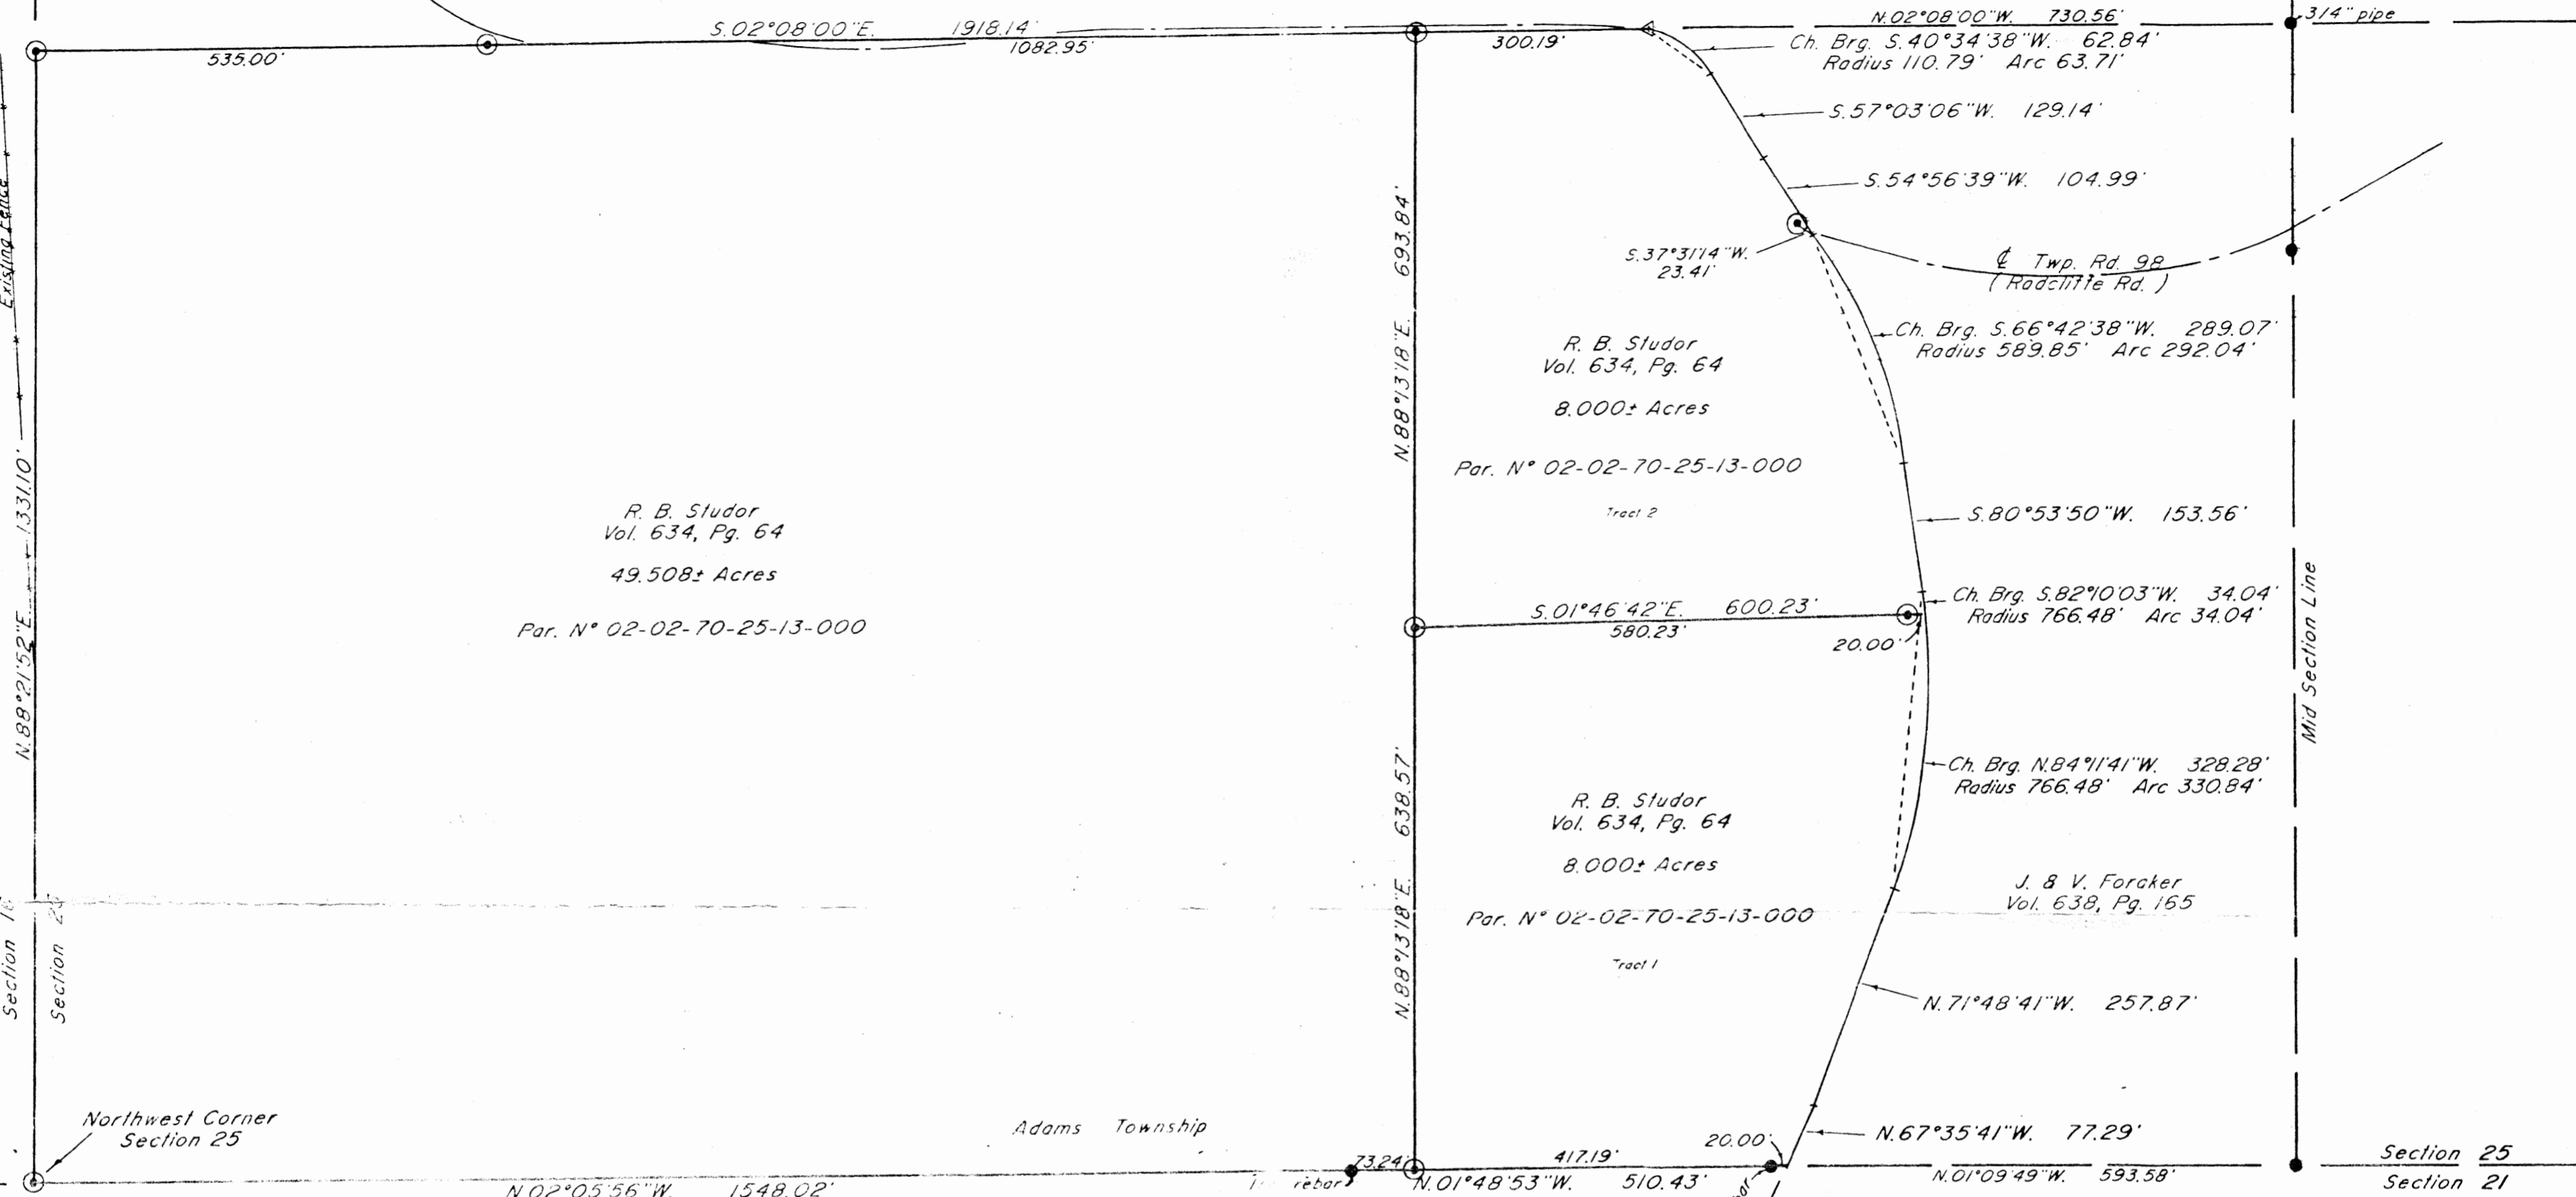 S.02°08'00"E. 1918.14'
535.00'
1082.95'
300.19'
N.02°08'00"W. 730.56'
3/4" pipe
Ch. Brg. S.40°34'38"W. 62.84'
Radius 110.79' Arc 63.71'
S.57°03'06"W. 129.14'
S.54°56'39"W. 104.99'
S.37°31'14"W.
23.41'
℄ Twp. Rd. 98
(Radcliffe Rd.)
Existing Fence
N.88°21'52"E. 1331.10'
N.88°13'18"E. 693.84'
R. B. Studor
Vol. 634, Pg. 64
8.000± Acres
Par. Nº 02-02-70-25-13-000
Tract 2
Ch. Brg. S.66°42'38"W. 289.07'
Radius 589.85' Arc 292.04'
R. B. Studor
Vol. 634, Pg. 64
49.508± Acres
Par. Nº 02-02-70-25-13-000
S.80°53'50"W. 153.56'
Ch. Brg. S.82°10'03"W. 34.04'
Radius 766.48' Arc 34.04'
S.01°46'42"E. 600.23'
580.23'
20.00'
Mid Section Line
N.88°13'18"E. 638.57'
Ch. Brg. N.84°11'41"W. 328.28'
Radius 766.48' Arc 330.84'
R. B. Studor
Vol. 634, Pg. 64
8.000± Acres
Par. Nº 02-02-70-25-13-000
Tract 1
J. & V. Foraker
Vol. 638, Pg. 165
N.71°48'41"W. 257.87'
Section
Section 25
Northwest Corner
Section 25
Adams Township
N.67°35'41"W. 77.29'
20.00'
73.24'
417.19'
rebar
N.02°05'56"W. 1548.02'
N.01°48'53"W. 510.43'
N.01°09'49"W. 593.58'
Section 25
Section 21